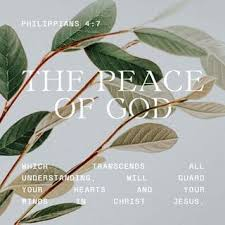 PHILIPPIANS 4:7
THE PEACE
OF GOD
WHICH TRANSCENDS ALL
UNDERSTANDING, WILL GUARD
YOUR HEARTS AND YOUR
MINDS IN CHRIST JESUS.